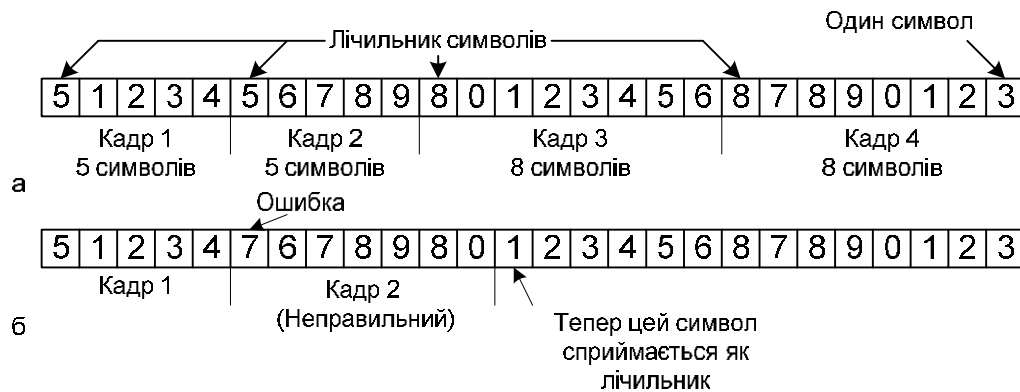 Один символ
Лічильник символів
5 1 2 3 4 5 6 7 8 9 8 0 1 2 3 4 5 6 8 7 8 9 0 1 2 3
Кадр 1 Кадр 2 Кадр 3 Кадр 4
5 символів 5 символів 8 символів 8 символів
а
Ошибка
5 1 2 3 4 7 6 7 8 9 8 0 1 2 3 4 5 6 8 7 8 9 0 1 2 3
Кадр 1 Кадр 2
(Неправильний)
б
Тепер цей символ
сприймається як
лічильник